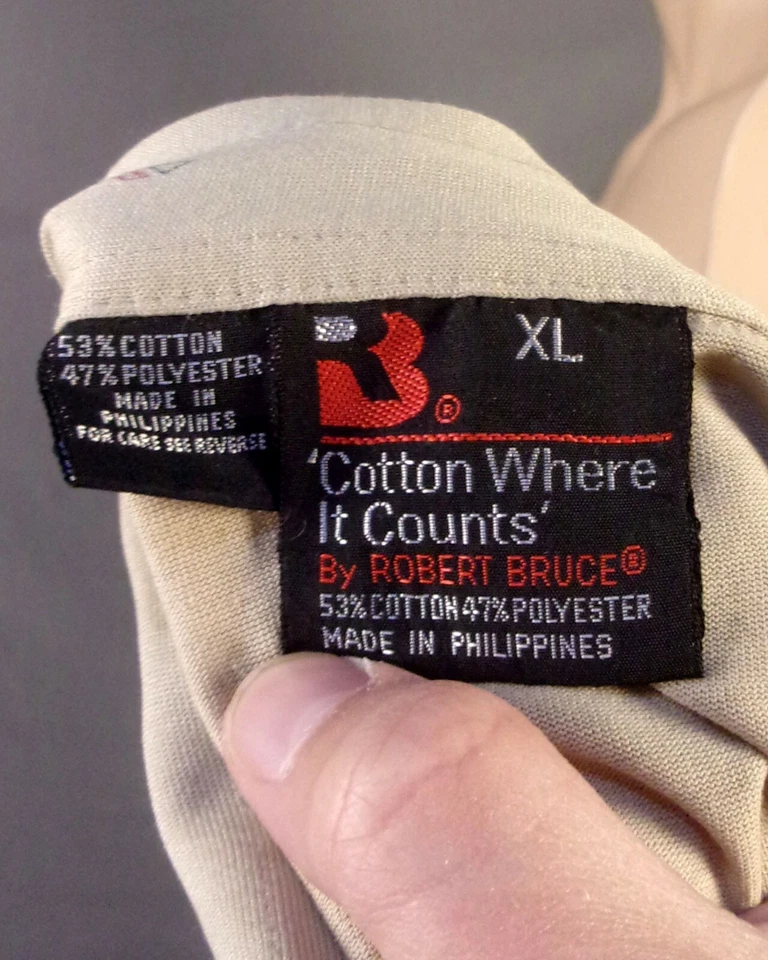 53% COTTON
47% POLYESTER
MADE IN
PHILIPPINES
FOR CARE SEE REVERSE
RB®
XL
'Cotton Where
It Counts'
By ROBERT BRUCE®
53% COTTON 47% POLYESTER
MADE IN PHILIPPINES